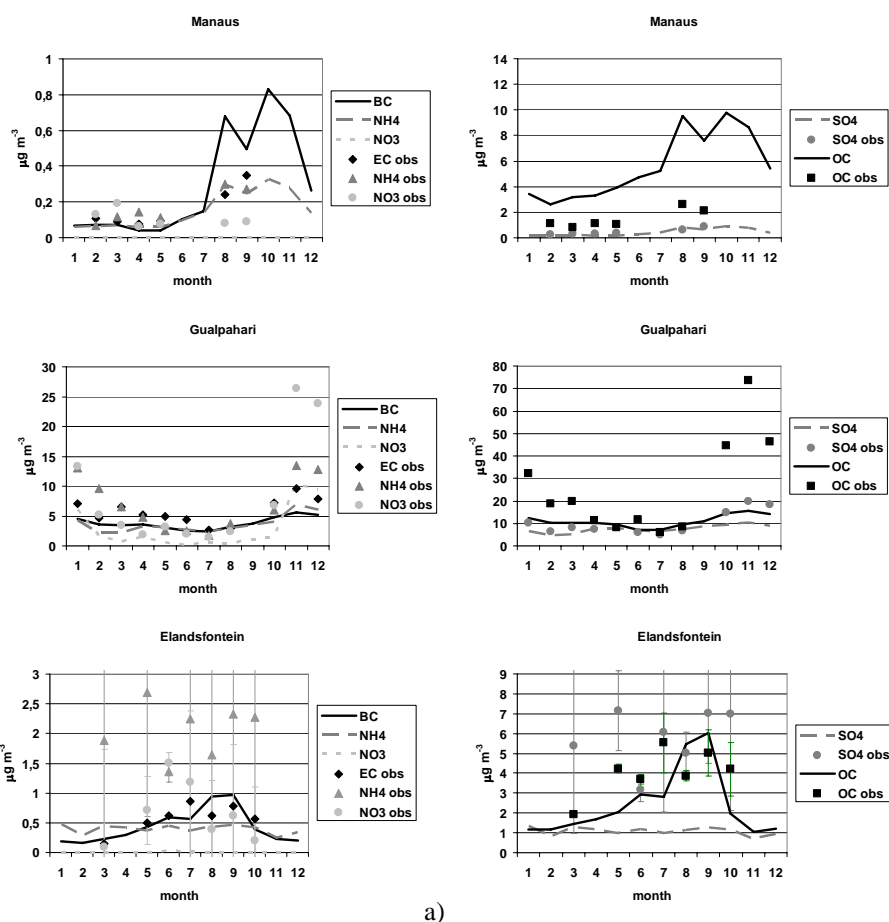 Manaus
1
0,8
0,6
0,4
0,2
0
µg m-3
1 2 3 4 5 6 7 8 9 10 11 12
month
BC
NH4
NO3
EC obs
NH4 obs
NO3 obs
Manaus
14
12
10
8
6
4
2
0
µg m-3
1 2 3 4 5 6 7 8 9 10 11 12
month
SO4
SO4 obs
OC
OC obs
Gualpahari
30
25
20
15
10
5
0
µg m-3
1 2 3 4 5 6 7 8 9 10 11 12
month
BC
NH4
NO3
EC obs
NH4 obs
NO3 obs
Gualpahari
80
70
60
50
40
30
20
10
0
µg m-3
1 2 3 4 5 6 7 8 9 10 11 12
month
SO4
SO4 obs
OC
OC obs
Elandsfontein
3
2,5
2
1,5
1
0,5
0
µg m-3
1 2 3 4 5 6 7 8 9 10 11 12
month
BC
NH4
NO3
EC obs
NH4 obs
NO3 obs
Elandsfontein
9
8
7
6
5
4
3
2
1
0
µg m-3
1 2 3 4 5 6 7 8 9 10 11 12
month
SO4
SO4 obs
OC
OC obs
a)